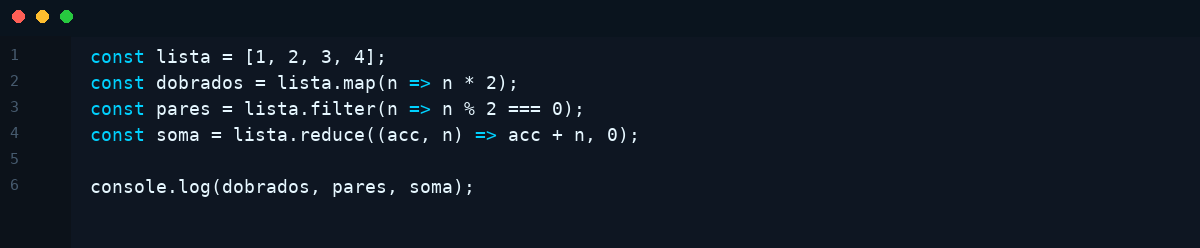 1 const lista = [1, 2, 3, 4];
2 const dobrados = lista.map(n => n * 2);
3 const pares = lista.filter(n => n % 2 === 0);
4 const soma = lista.reduce((acc, n) => acc + n, 0);
5
6 console.log(dobrados, pares, soma);